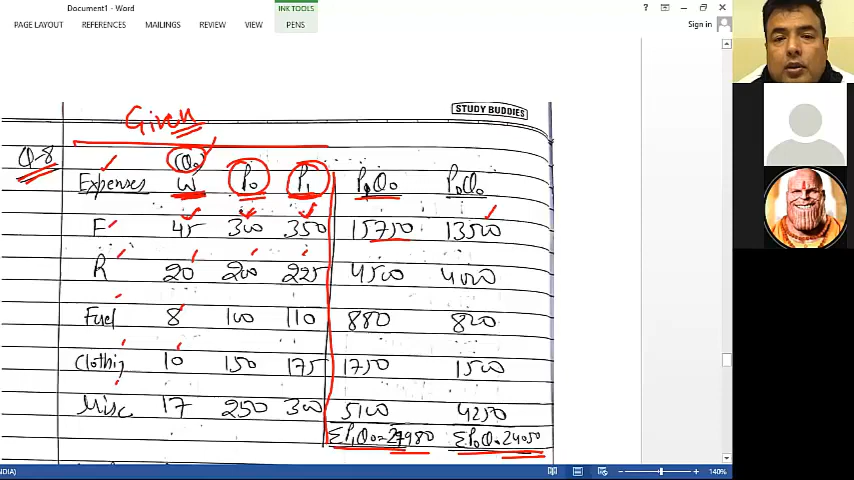 Document1 - Word
INK TOOLS
?
PAGE LAYOUT REFERENCES MAILINGS REVIEW VIEW PENS
Sign in
STUDY BUDDIES
Given
Q-8
(Q₀)
Expenses W P₀ P₁ P₁Q₀ P₀Q₀
F 45 300 350 15750 13500
R 20 200 225 4500 4000
Fuel 8 100 110 880 800
Clothing 10 150 175 1750 1500
Misc 17 250 300 5100 4250
ΣP₁Q₀=27980 ΣP₀Q₀=24050
NDIA)
140%